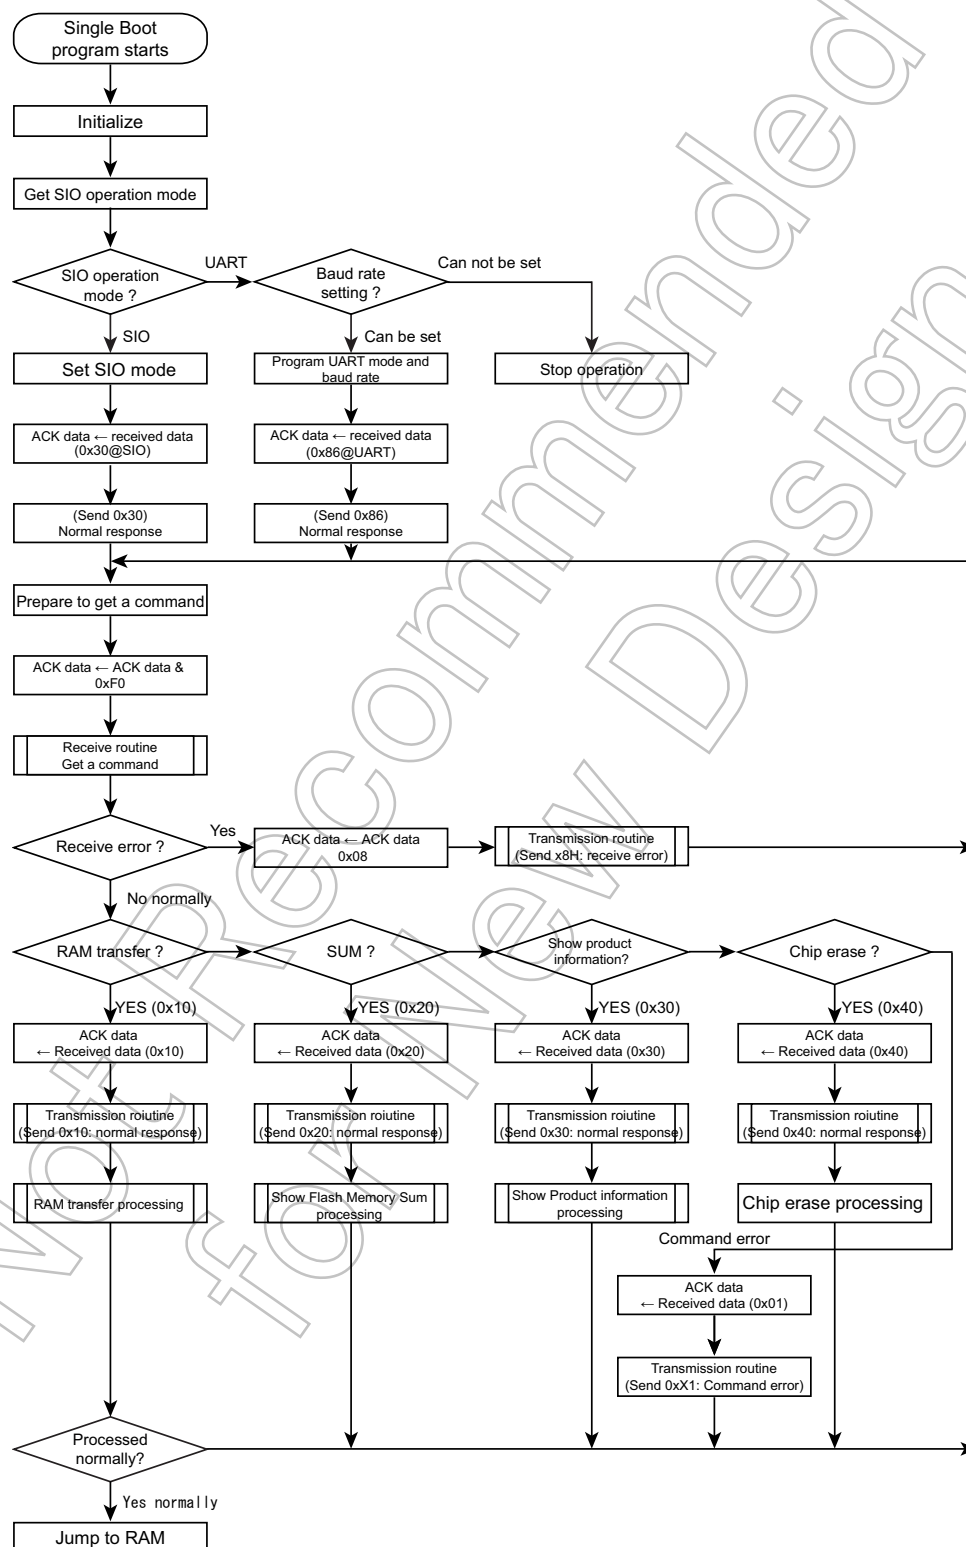 Single Boot
program starts
Initialize
Get SIO operation mode
SIO operation
mode ?
UART
Baud rate
setting ?
Can not be set
SIO
Can be set
Set SIO mode
Program UART mode and
baud rate
Stop operation
ACK data ← received data
(0x30@SIO)
ACK data ← received data
(0x86@UART)
(Send 0x30)
Normal response
(Send 0x86)
Normal response
Prepare to get a command
ACK data ← ACK data &
0xF0
Receive routine
Get a command
Receive error ?
Yes
ACK data ← ACK data
0x08
Transmission routine
(Send x8H: receive error)
No normally
RAM transfer ?
SUM ?
Show product
information?
Chip erase ?
YES (0x10)
YES (0x20)
YES (0x30)
YES (0x40)
ACK data
← Received data (0x10)
ACK data
← Received data (0x20)
ACK data
← Received data (0x30)
ACK data
← Received data (0x40)
Transmission roiutine
(Send 0x10: normal response)
Transmission roiutine
(Send 0x20: normal response)
Transmission roiutine
(Send 0x30: normal response)
Transmission roiutine
(Send 0x40: normal response)
RAM transfer processing
Show Flash Memory Sum
processing
Show Product information
processing
Chip erase processing
Command error
ACK data
← Received data (0x01)
Transmission routine
(Send 0xX1: Command error)
Processed
normally?
Yes normally
Jump to RAM
Not Recommended
for New Design